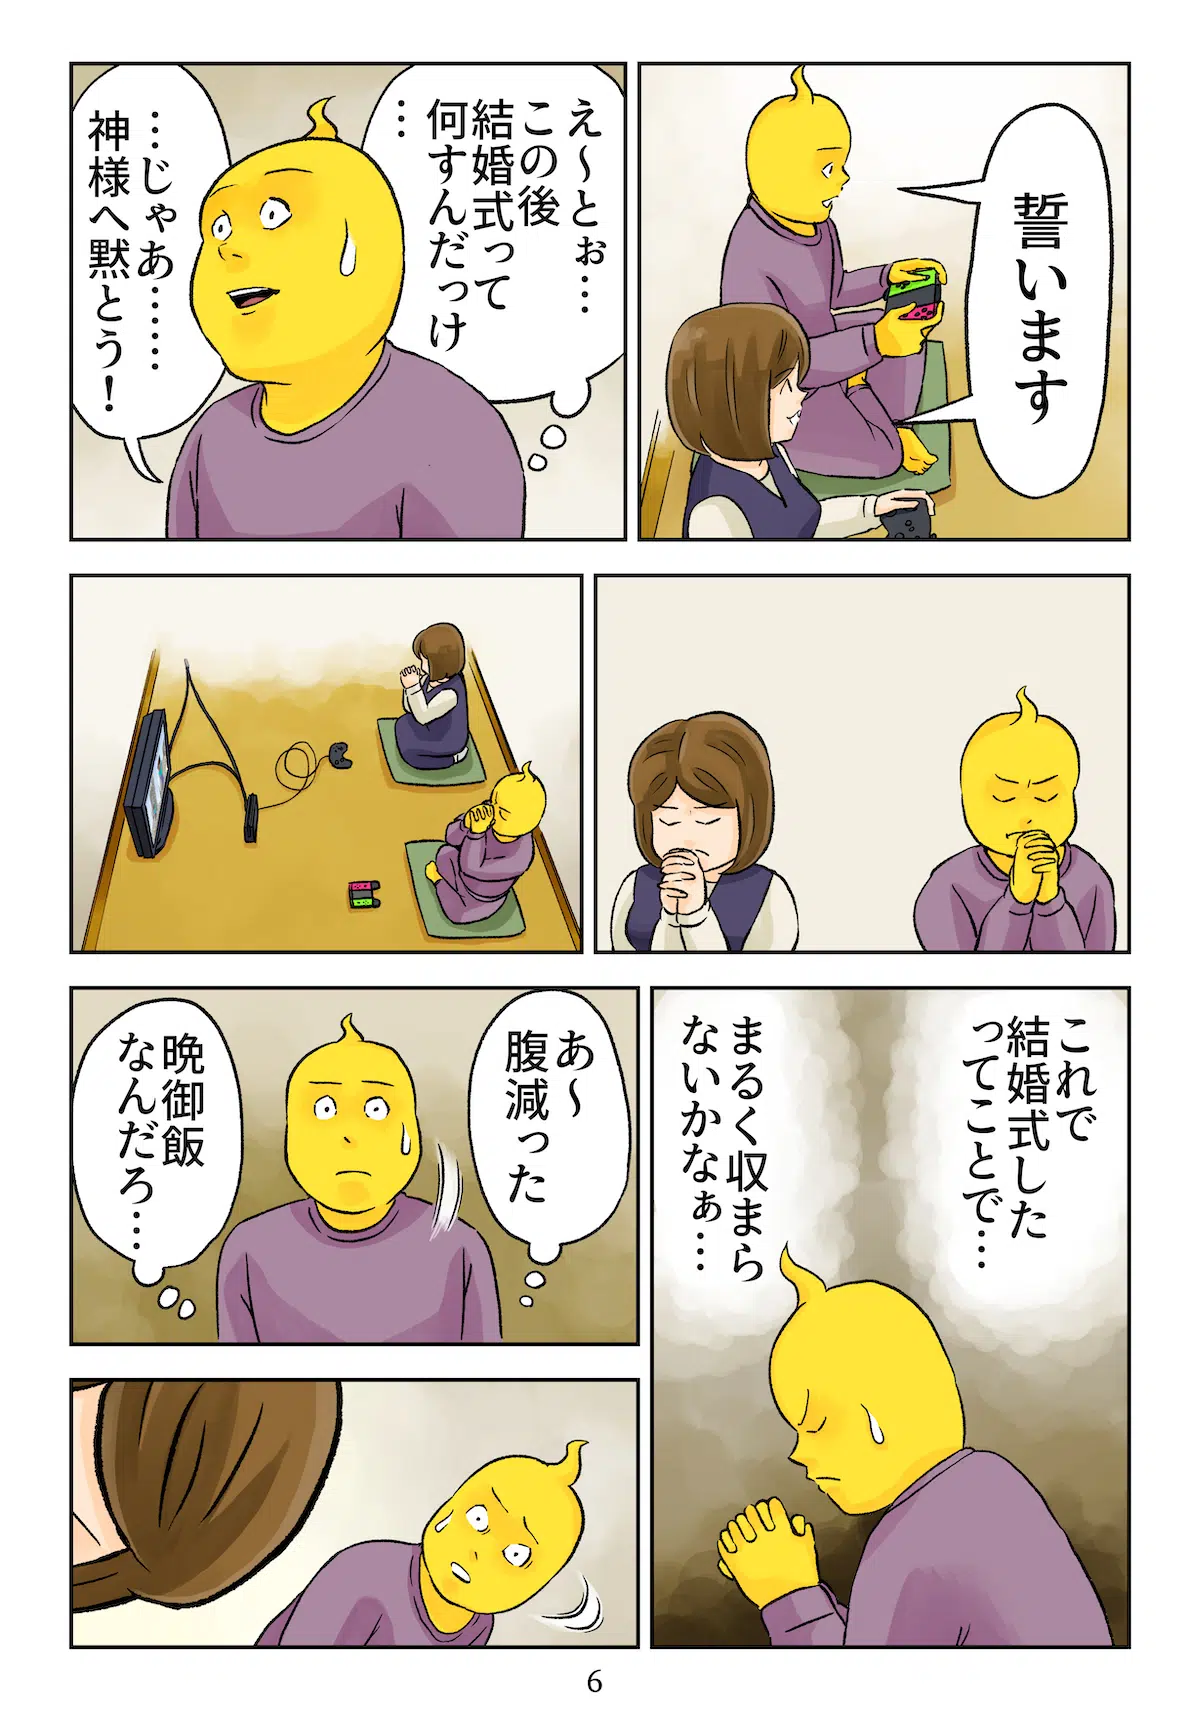 誓います
え〜とぉ…
この後
結婚式って
何すんだっけ
…
…じゃあ………
神様へ黙とう！
これで
結婚式した
ってことで…
まるく収まら
ないかなぁ…
あ〜
腹減った
晩御飯
なんだろ…
6